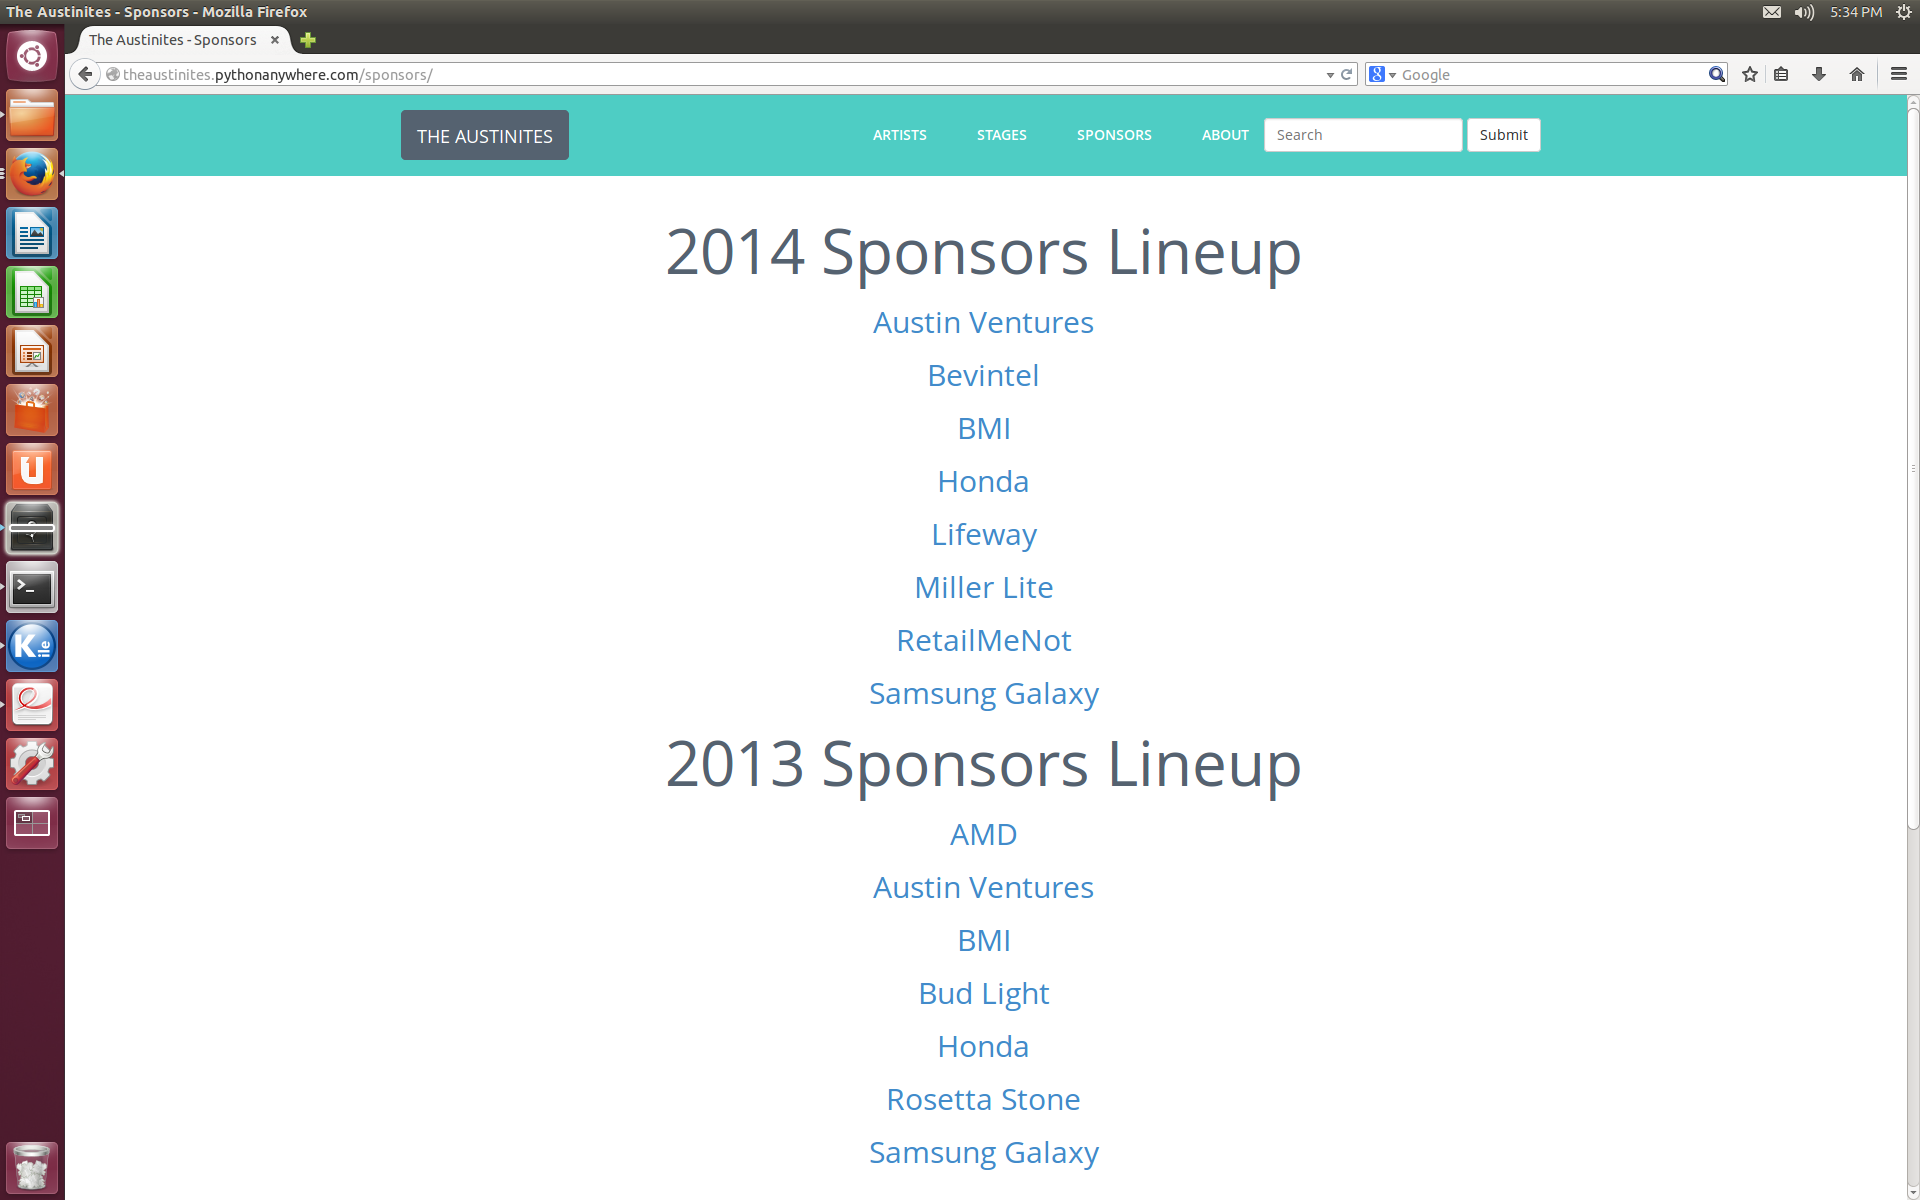 The Austinites - Sponsors - Mozilla Firefox
5:34 PM
The Austinites - Sponsors
theaustinites.pythonanywhere.com/sponsors/
Google
THE AUSTINITES
ARTISTS
STAGES
SPONSORS
ABOUT
Search
Submit
2014 Sponsors Lineup
Austin Ventures
Bevintel
BMI
Honda
Lifeway
Miller Lite
RetailMeNot
Samsung Galaxy
2013 Sponsors Lineup
AMD
Austin Ventures
BMI
Bud Light
Honda
Rosetta Stone
Samsung Galaxy